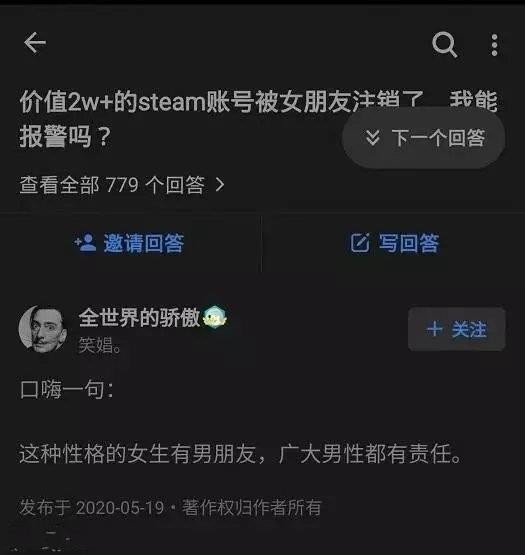 价值2w+的steam账号被女朋友注销了，我能
报警吗？
下一个回答
查看全部 779 个回答 >
邀请回答
写回答
全世界的骄傲
笑娼。
+ 关注
口嗨一句：
这种性格的女生有男朋友，广大男性都有责任。
发布于 2020-05-19・著作权归作者所有